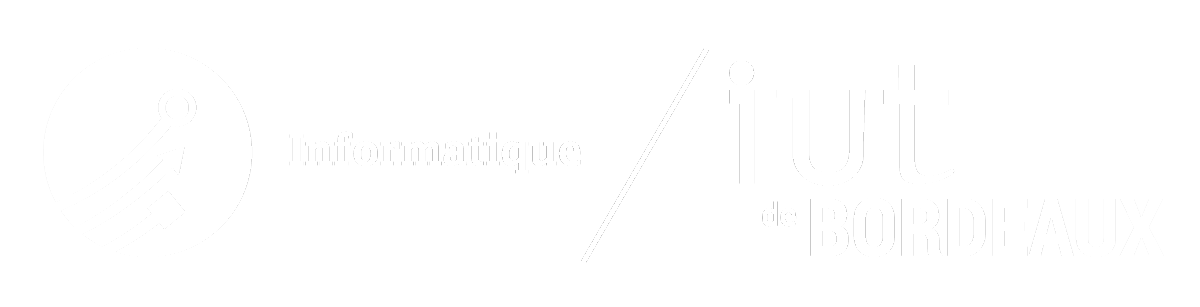 Informatique
iut
de BORDEAUX